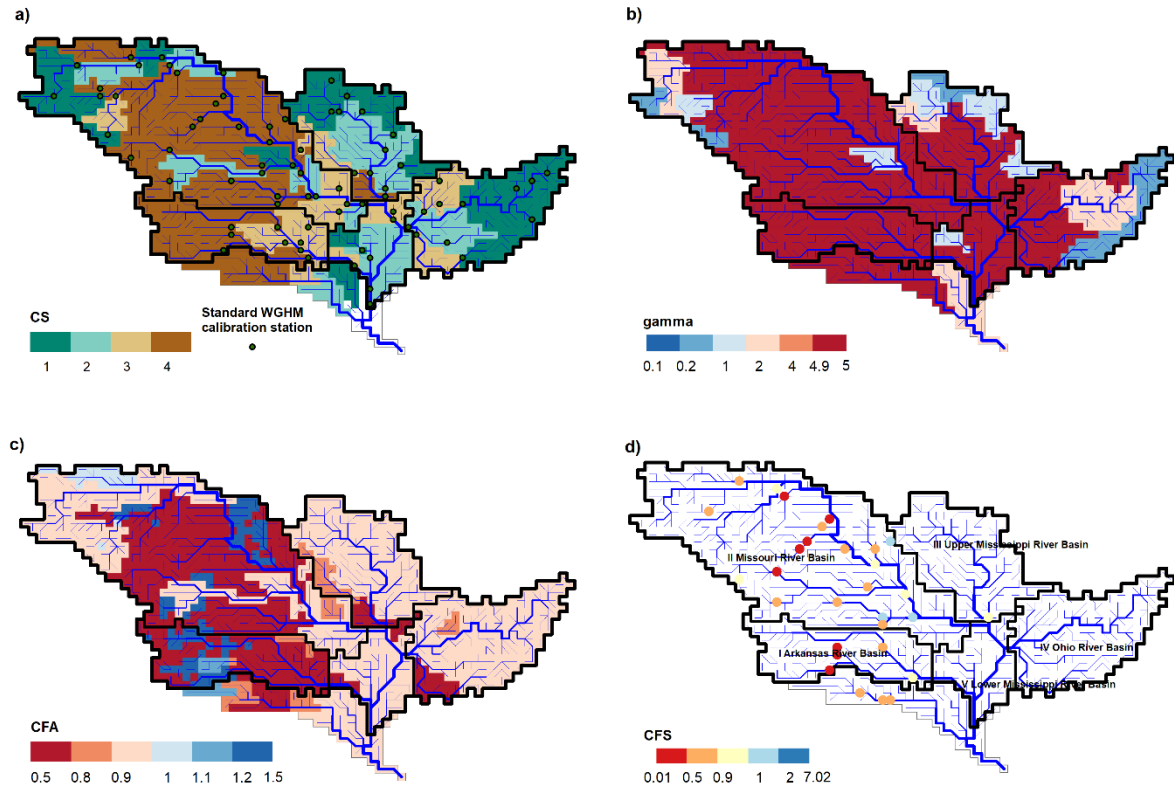 a)
CS
1 2 3 4
Standard WGHM
calibration station
b)
gamma
0.1 0.2 1 2 4 4.9 5
c)
CFA
0.5 0.8 0.9 1 1.1 1.2 1.5
d)
III Upper Mississippi River Basin
II Missouri River Basin
IV Ohio River Basin
I Arkansas River Basin
V Lower Mississippi River Basin
CFS
0.01 0.5 0.9 1 2 7.02